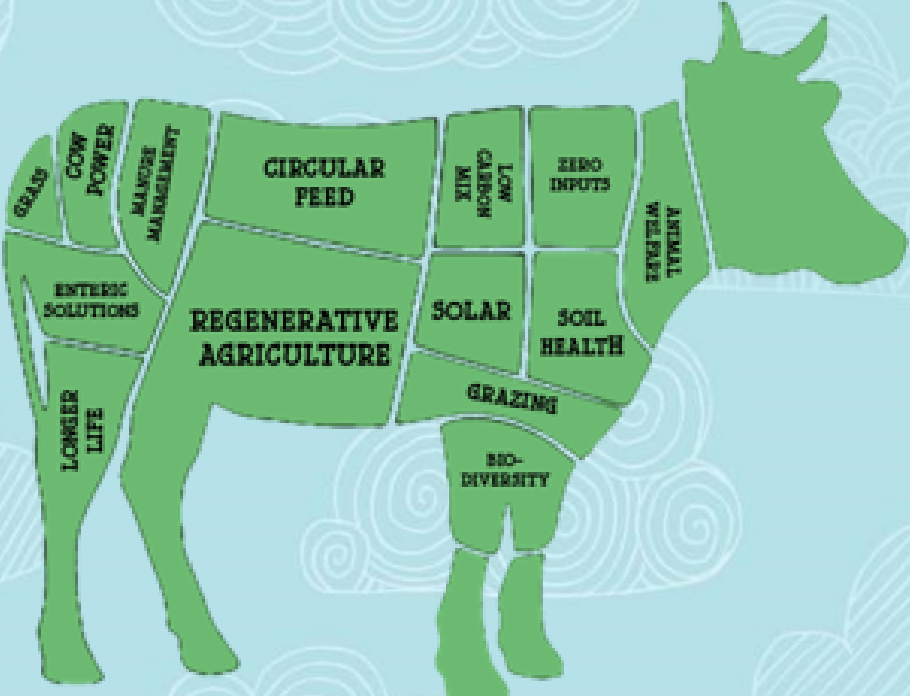 GRASS
COW
POWER
MANURE
MANAGEMENT
CIRCULAR
FEED
LOW
CARBON
MIX
ZERO
INPUTS
ANIMAL
WELFARE
ENTERIC
SOLUTIONS
REGENERATIVE
AGRICULTURE
SOLAR
SOIL
HEALTH
GRAZING
LONGER
LIFE
BIO-
DIVERSITY